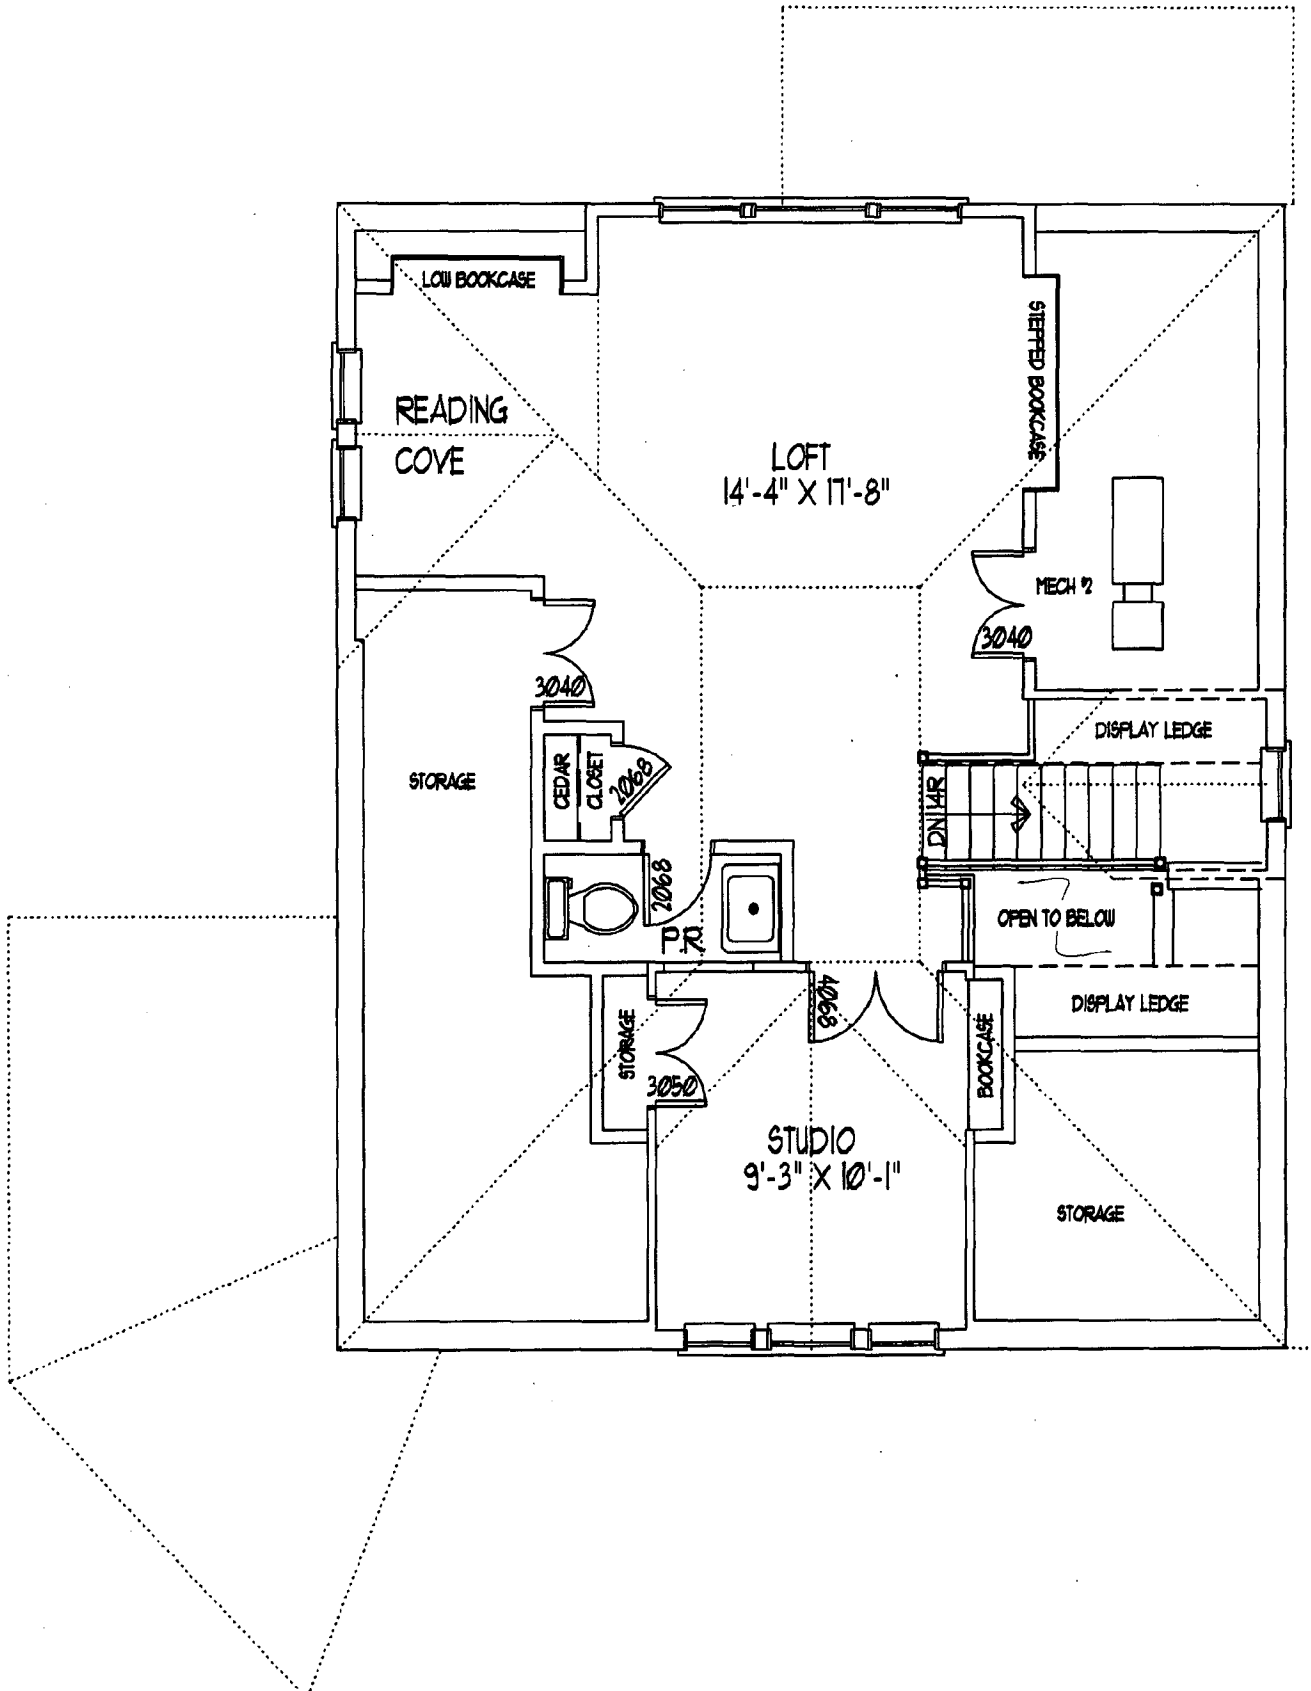 LOW BOOKCASE
STEPPED BOOKCASE
READING
COVE
LOFT
14'-4" X 17'-8"
MECH #2
3040
3040
DISPLAY LEDGE
STORAGE
CEDAR
CLOSET
2068
DN 14R
2068
P.R.
OPEN TO BELOW
4068
DISPLAY LEDGE
STORAGE
3050
BOOKCASE
STUDIO
9'-3" X 10'-1"
STORAGE